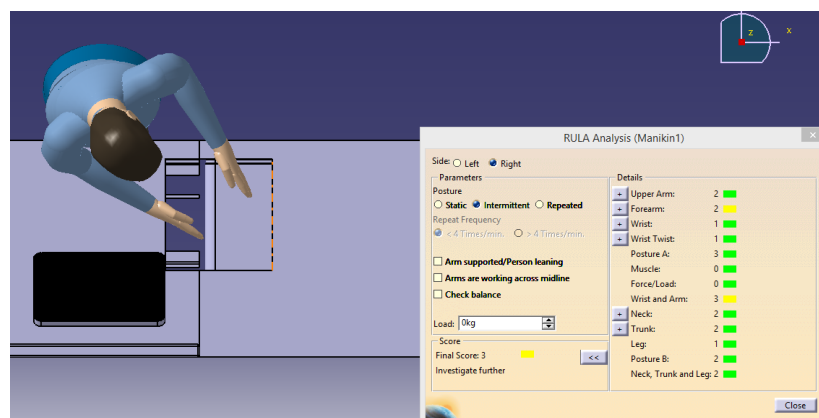 z x
RULA Analysis (Manikin1)
Side: Left Right
Parameters
Posture
Static Intermittent Repeated
Repeat Frequency
< 4 Times/min. > 4 Times/min.
Arm supported/Person leaning
Arms are working across midline
Check balance
Load: 0kg
Score
Final Score: 3
<<
Investigate further
Details
+ Upper Arm: 2
+ Forearm: 2
+ Wrist: 1
+ Wrist Twist: 1
Posture A: 3
Muscle: 0
Force/Load: 0
Wrist and Arm: 3
+ Neck: 2
+ Trunk: 2
Leg: 1
Posture B: 2
Neck, Trunk and Leg: 2
Close